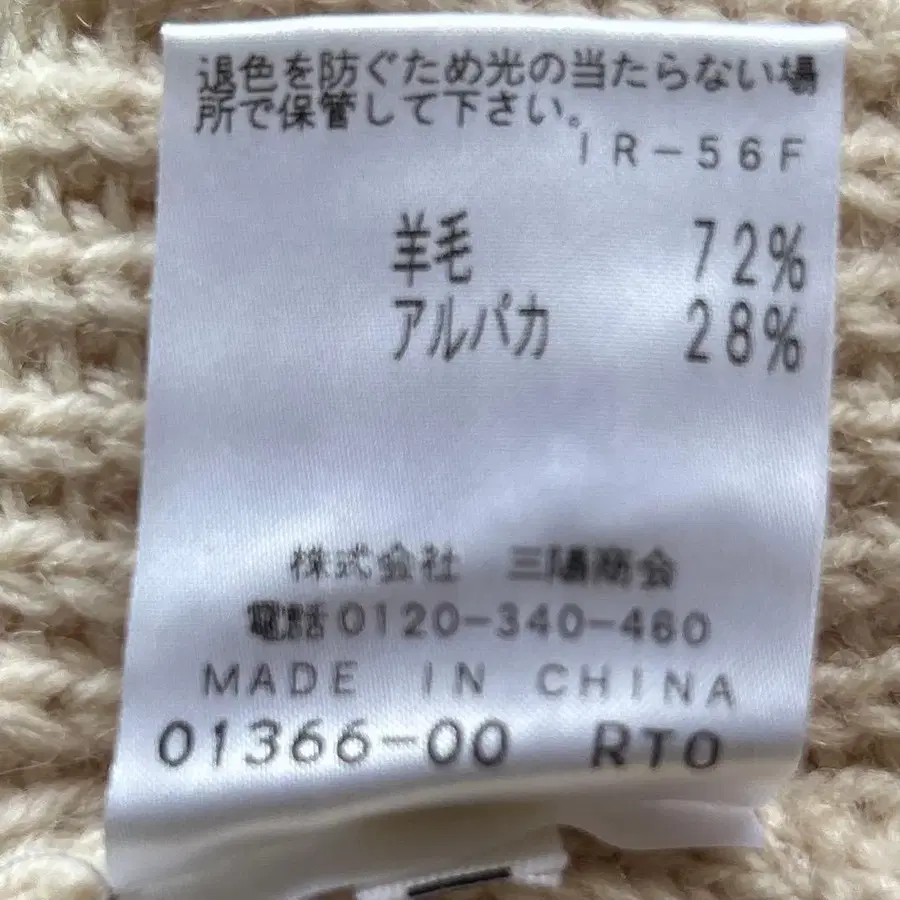 退色を防ぐため光の当たらない場
所で保管して下さい。
IR-56F
羊毛 72%
アルパカ 28%
株式会社 三陽商会
電話0120-340-460
MADE IN CHINA
01366-00 RTO